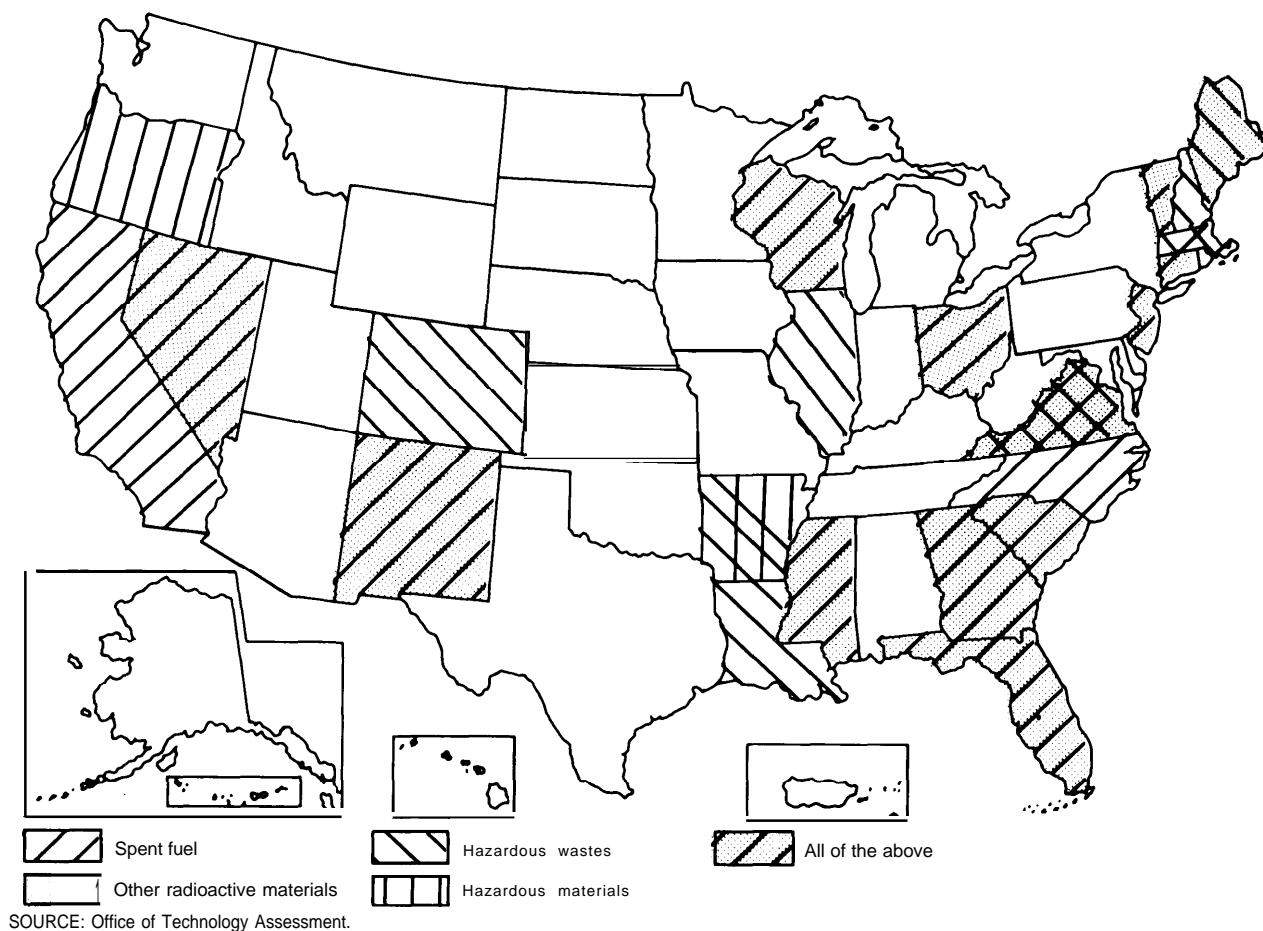 Spent fuel
Hazardous wastes
All of the above
Other radioactive materials
Hazardous materials
SOURCE: Office of Technology Assessment.